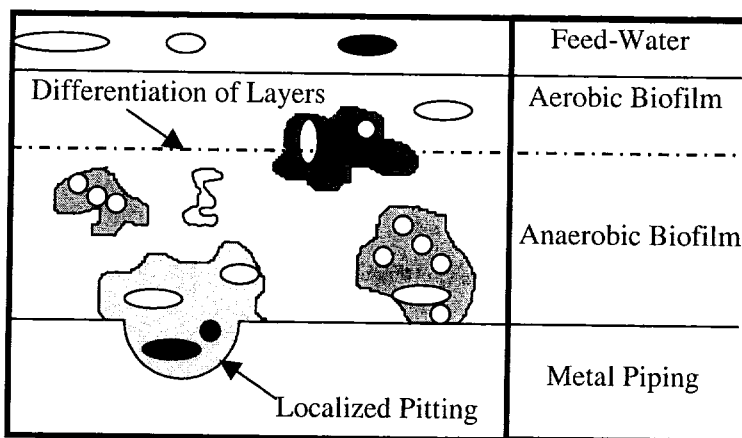 Feed-Water
Differentiation of Layers
Aerobic Biofilm
Anaerobic Biofilm
Metal Piping
Localized Pitting